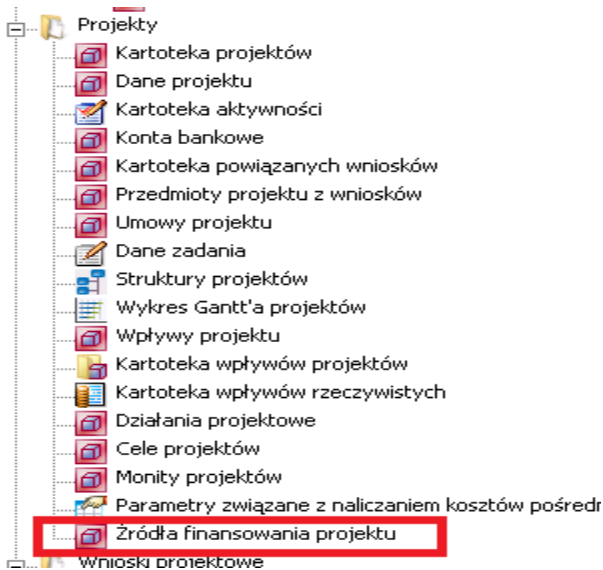 Projekty
Kartoteka projektów
Dane projektu
Kartoteka aktywności
Konta bankowe
Kartoteka powiązanych wniosków
Przedmioty projektu z wniosków
Umowy projektu
Dane zadania
Struktury projektów
Wykres Gantt'a projektów
Wpływy projektu
Kartoteka wpływów projektów
Kartoteka wpływów rzeczywistych
Działania projektowe
Cele projektów
Monity projektów
Parametry związane z naliczaniem kosztów pośredn
Źródła finansowania projektu
Wnioski projektowe